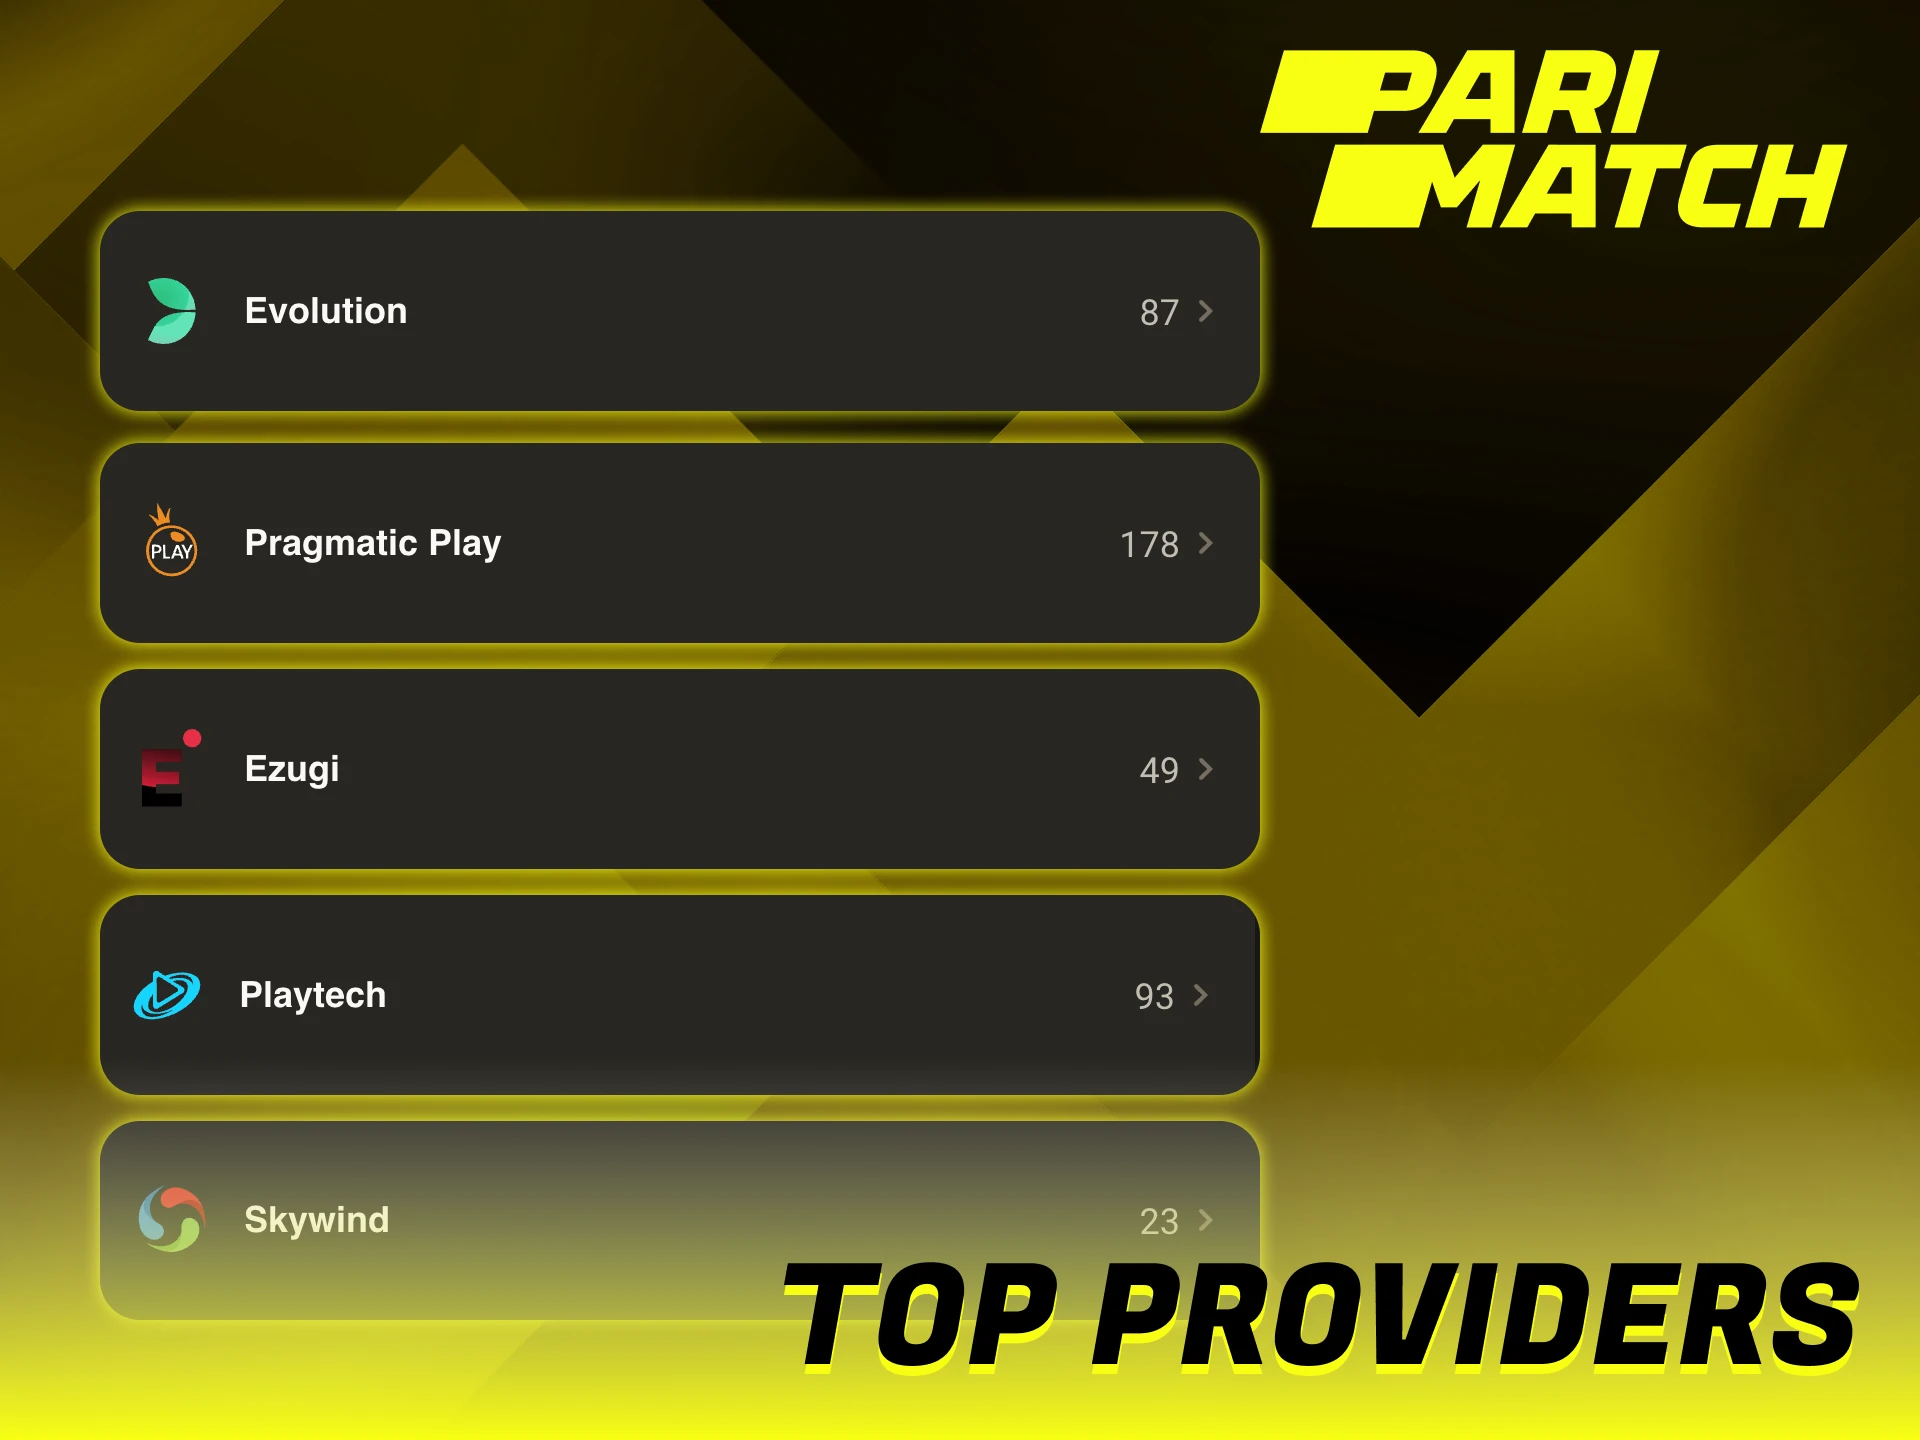 PARI
MATCH
Evolution 87
PLAY
Pragmatic Play 178
E
Ezugi 49
Playtech 93
Skywind 23
TOP PROVIDERS